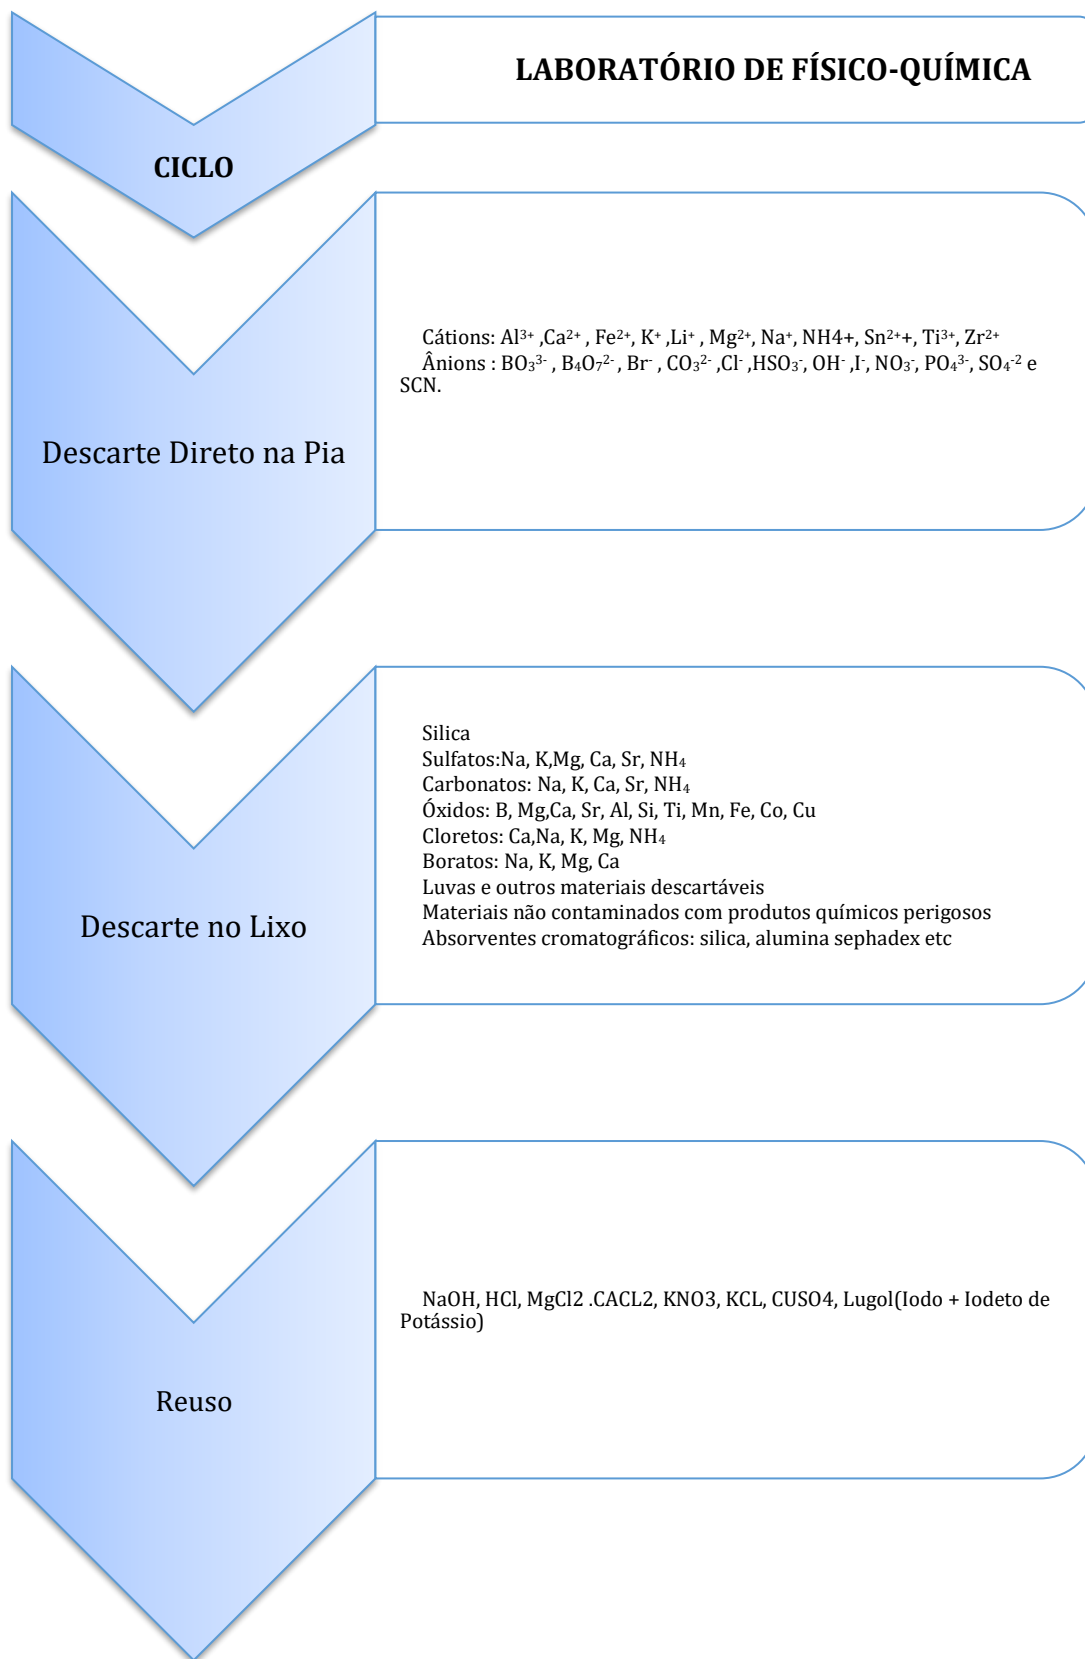 LABORATÓRIO DE FÍSICO-QUÍMICA
CICLO
Descarte Direto na Pia
Cátions: Al³⁺ ,Ca²⁺ , Fe²⁺, K⁺ ,Li⁺ , Mg²⁺, Na⁺, NH4+, Sn²⁺+, Ti³⁺, Zr²⁺
Ânions : BO₃³⁻ , B₄O₇²⁻ , Br⁻ , CO₃²⁻ ,Cl⁻ ,HSO₃⁻, OH⁻ ,I⁻, NO₃⁻, PO₄³⁻, SO₄⁻² e
SCN.
Descarte no Lixo
Silica
Sulfatos:Na, K,Mg, Ca, Sr, NH₄
Carbonatos: Na, K, Ca, Sr, NH₄
Óxidos: B, Mg,Ca, Sr, Al, Si, Ti, Mn, Fe, Co, Cu
Cloretos: Ca,Na, K, Mg, NH₄
Boratos: Na, K, Mg, Ca
Luvas e outros materiais descartáveis
Materiais não contaminados com produtos químicos perigosos
Absorventes cromatográficos: silica, alumina sephadex etc
Reuso
NaOH, HCl, MgCl2 .CACL2, KNO3, KCL, CUSO4, Lugol(Iodo + Iodeto de
Potássio)